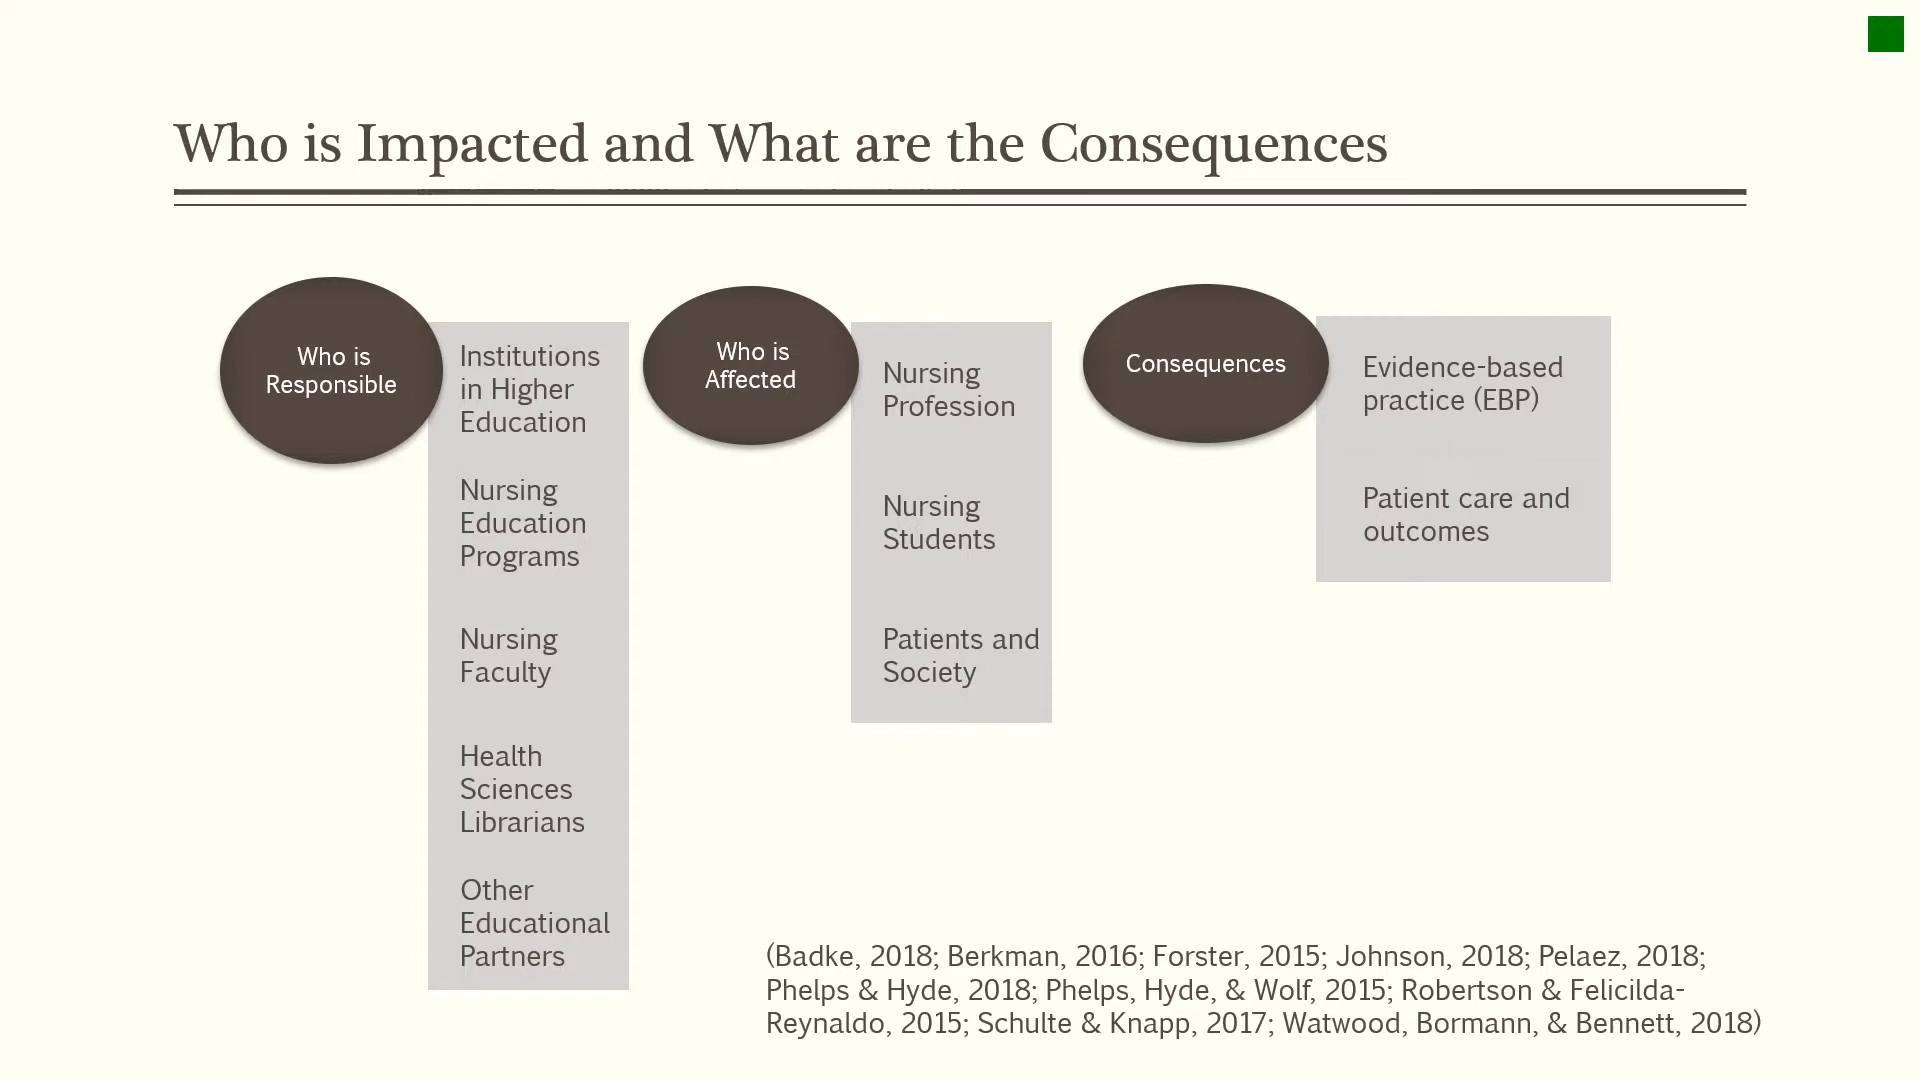 Who is Impacted and What are the Consequences
Who is
Responsible
Institutions
in Higher
Education
Nursing
Education
Programs
Nursing
Faculty
Health
Sciences
Librarians
Other
Educational
Partners
Who is
Affected
Nursing
Profession
Nursing
Students
Patients and
Society
Consequences
Evidence-based
practice (EBP)
Patient care and
outcomes
(Badke, 2018; Berkman, 2016; Forster, 2015; Johnson, 2018; Pelaez, 2018;
Phelps & Hyde, 2018; Phelps, Hyde, & Wolf, 2015; Robertson & Felicilda-
Reynaldo, 2015; Schulte & Knapp, 2017; Watwood, Bormann, & Bennett, 2018)